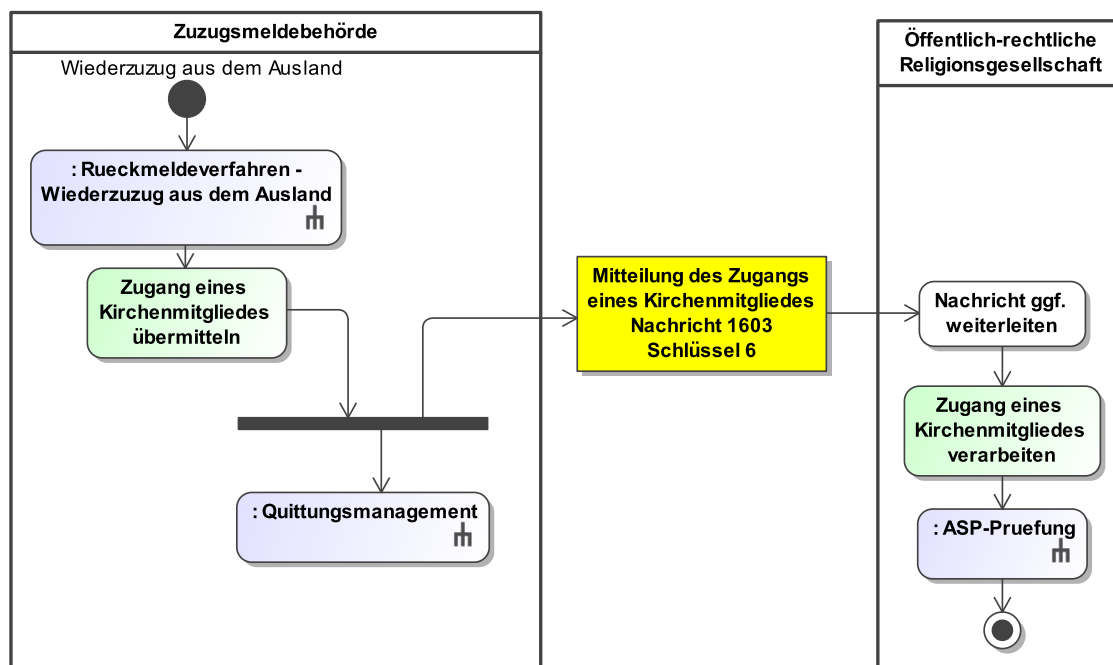 Zuzugsmeldebehörde
Wiederzuzug aus dem Ausland
: Rueckmeldeverfahren -
Wiederzuzug aus dem Ausland
Zugang eines
Kirchenmitgliedes
übermitteln
: Quittungsmanagement
Mitteilung des Zugangs
eines Kirchenmitgliedes
Nachricht 1603
Schlüssel 6
Öffentlich-rechtliche
Religionsgesellschaft
Nachricht ggf.
weiterleiten
Zugang eines
Kirchenmitgliedes
verarbeiten
: ASP-Pruefung